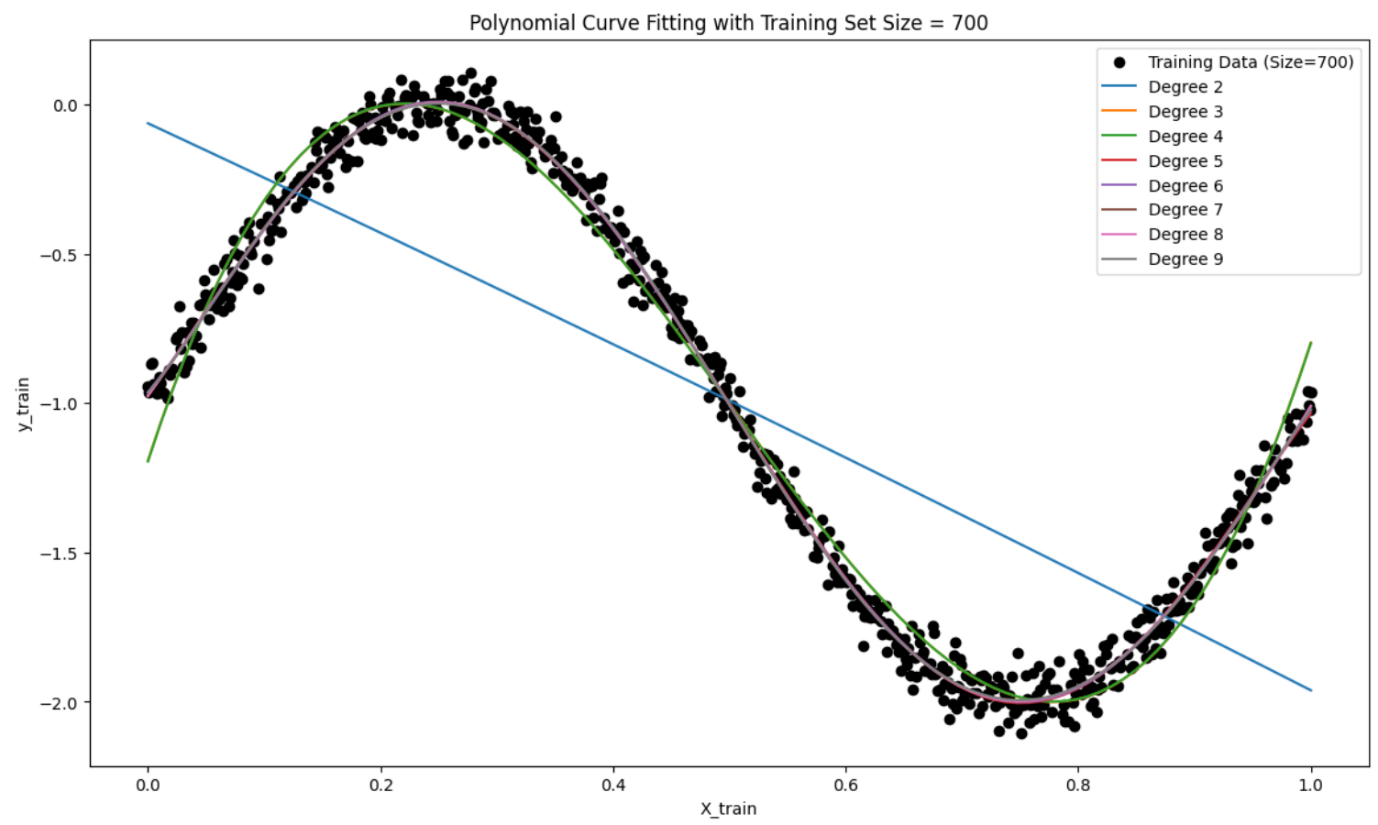 Polynomial Curve Fitting with Training Set Size = 700
Training Data (Size=700)
Degree 2
Degree 3
Degree 4
Degree 5
Degree 6
Degree 7
Degree 8
Degree 9
y_train
0.0
−0.5
−1.0
−1.5
−2.0
0.0 0.2 0.4 0.6 0.8 1.0
X_train